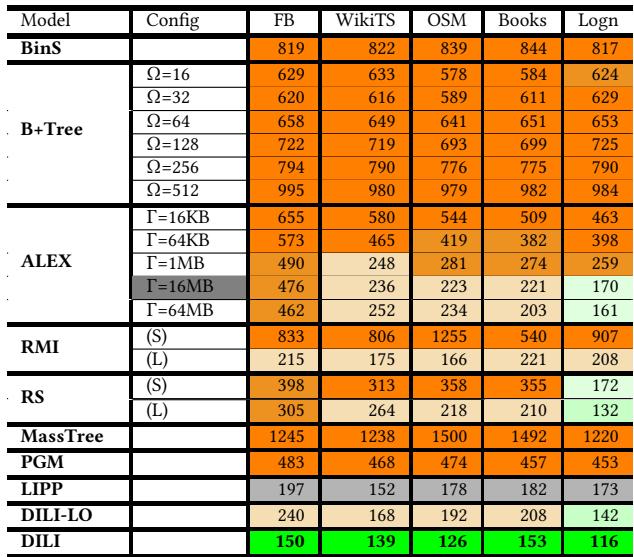 Model Config FB WikiTS OSM Books Logn
BinS 819 822 839 844 817
Ω=16 629 633 578 584 624
Ω=32 620 616 589 611 629
B+Tree Ω=64 658 649 641 651 653
Ω=128 722 719 693 699 725
Ω=256 794 790 776 775 790
Ω=512 995 980 979 982 984
Γ=16KB 655 580 544 509 463
Γ=64KB 573 465 419 382 398
ALEX Γ=1MB 490 248 281 274 259
Γ=16MB 476 236 223 221 170
Γ=64MB 462 252 234 203 161
RMI (S) 833 806 1255 540 907
(L) 215 175 166 221 208
RS (S) 398 313 358 355 172
(L) 305 264 218 210 132
MassTree 1245 1238 1500 1492 1220
PGM 483 468 474 457 453
LIPP 197 152 178 182 173
DILI-LO 240 168 192 208 142
DILI 150 139 126 153 116